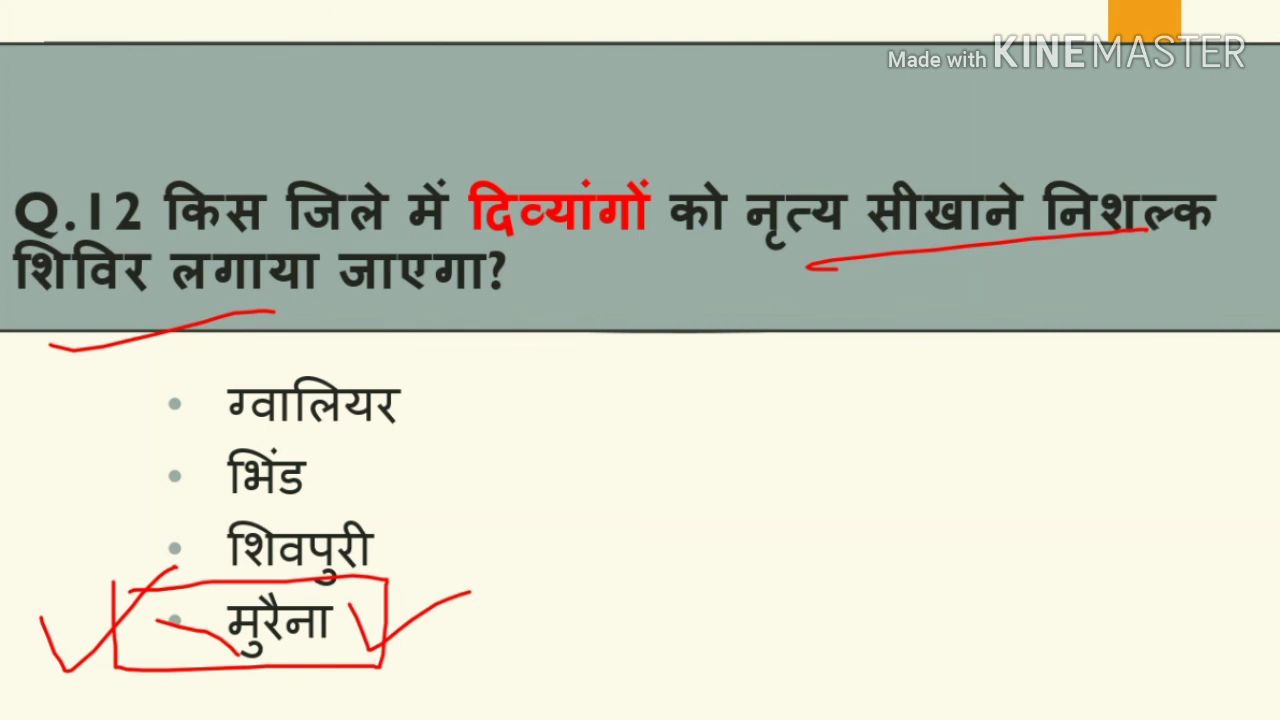 Made with KINEMASTER
Q.12 किस जिले में दिव्यांगों को नृत्य सीखाने निशल्क
शिविर लगाया जाएगा?
• ग्वालियर
• भिंड
• शिवपुरी
• मुरैना